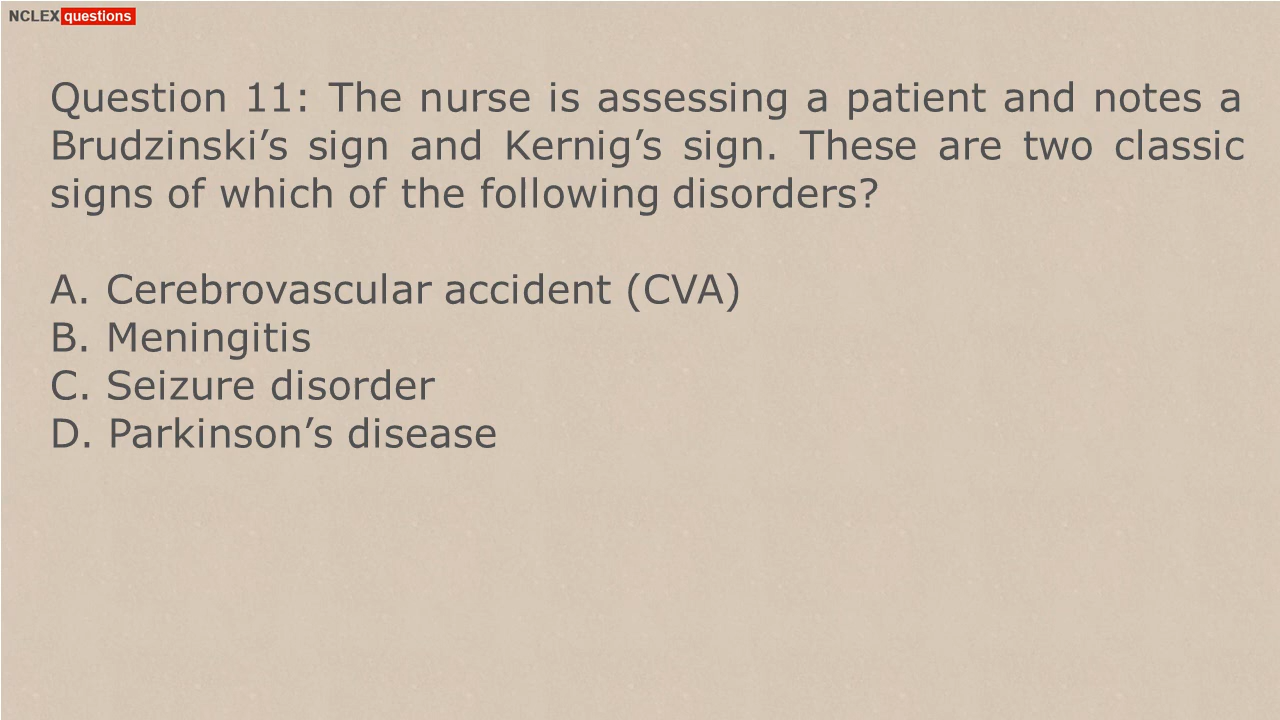 NCLEX questions
Question 11: The nurse is assessing a patient and notes a
Brudzinski’s sign and Kernig’s sign. These are two classic
signs of which of the following disorders?
A. Cerebrovascular accident (CVA)
B. Meningitis
C. Seizure disorder
D. Parkinson’s disease